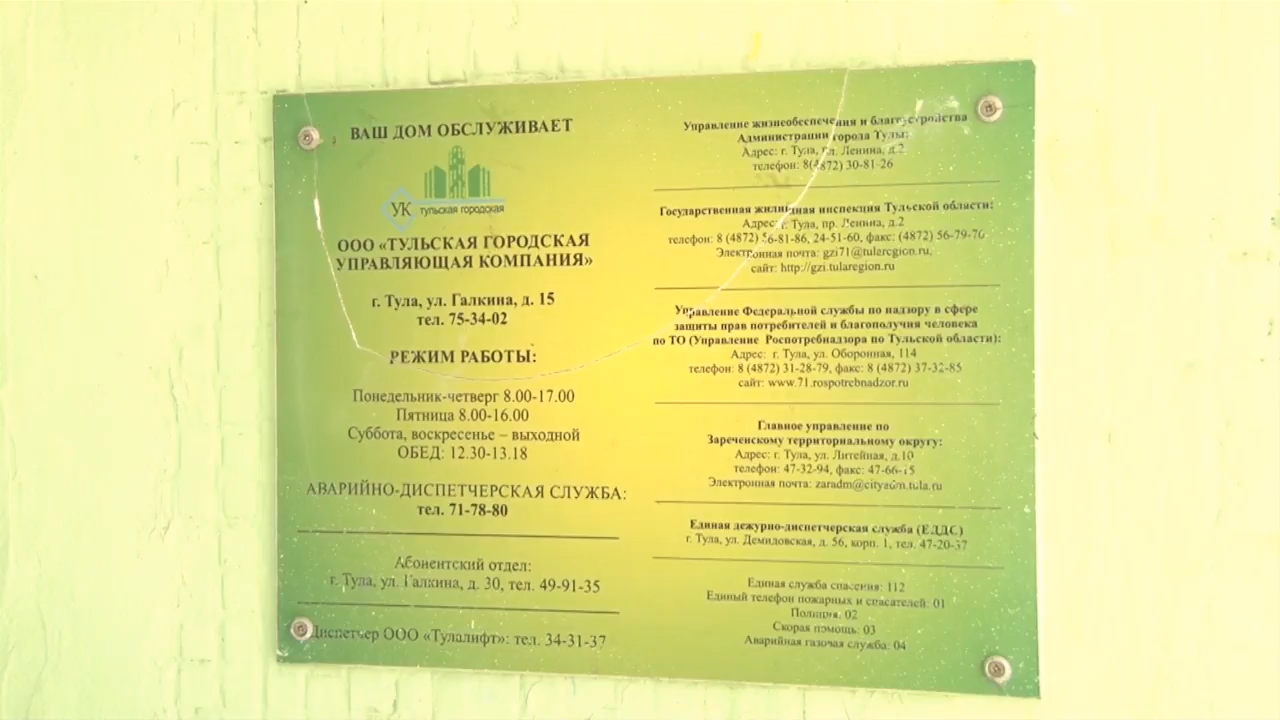 ВАШ ДОМ ОБСЛУЖИВАЕТ
УК тульская городская
ООО «ТУЛЬСКАЯ ГОРОДСКАЯ
УПРАВЛЯЮЩАЯ КОМПАНИЯ»
г. Тула, ул. Галкина, д. 15
тел. 75-34-02
РЕЖИМ РАБОТЫ:
Понедельник-четверг 8.00-17.00
Пятница 8.00-16.00
Суббота, воскресенье – выходной
ОБЕД: 12.30-13.18
АВАРИЙНО-ДИСПЕТЧЕРСКАЯ СЛУЖБА:
тел. 71-78-80
Абонентский отдел:
г. Тула, ул. Галкина, д. 30, тел. 49-91-35
Диспетчер ООО «Тулалифт»: тел. 34-31-37
Управление жизнеобеспечения и благоустройства
Администрации города Тулы:
Адрес: г. Тула, пл. Ленина, д.2
телефон: 8(4872) 30-81-26
Государственная жилищная инспекция Тульской области:
Адрес: г. Тула, пр. Ленина, д.2
телефон: 8 (4872) 56-81-86, 24-51-60, факс: (4872) 56-79-70
Электронная почта: gzi71@tularegion.ru,
сайт: http://gzi.tularegion.ru
Управление Федеральной службы по надзору в сфере
защиты прав потребителей и благополучия человека
по ТО (Управление Роспотребнадзора по Тульской области):
Адрес: г. Тула, ул. Оборонная, 114
телефон: 8 (4872) 31-28-79, факс: 8 (4872) 37-32-85
сайт: www.71.rospotrebnadzor.ru
Главное управление по
Зареченскому территориальному округу:
Адрес: г. Тула, ул. Литейная, д.10
телефон: 47-32-94, факс: 47-66-15
Электронная почта: zaradm@cityadm.tula.ru
Единая дежурно-диспетчерская служба (ЕДДС)
г. Тула, ул. Демидовская, д. 56, корп. 1, тел. 47-20-37
Единая служба спасения: 112
Единый телефон пожарных и спасателей: 01
Полиция: 02
Скорая помощь: 03
Аварийная газовая служба: 04